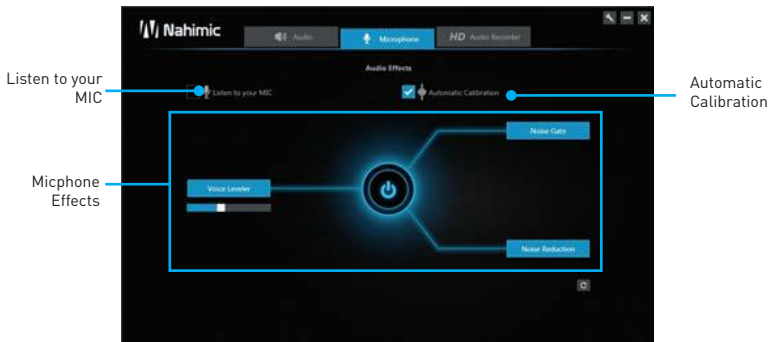 Nahimic
Audio
Microphone
HD Audio Recorder
Audio Effects
Listen to your
MIC
Listen to your MIC
Automatic Calibration
Automatic
Calibration
Noise Gate
Micphone
Effects
Voice Leveler
Noise Reduction